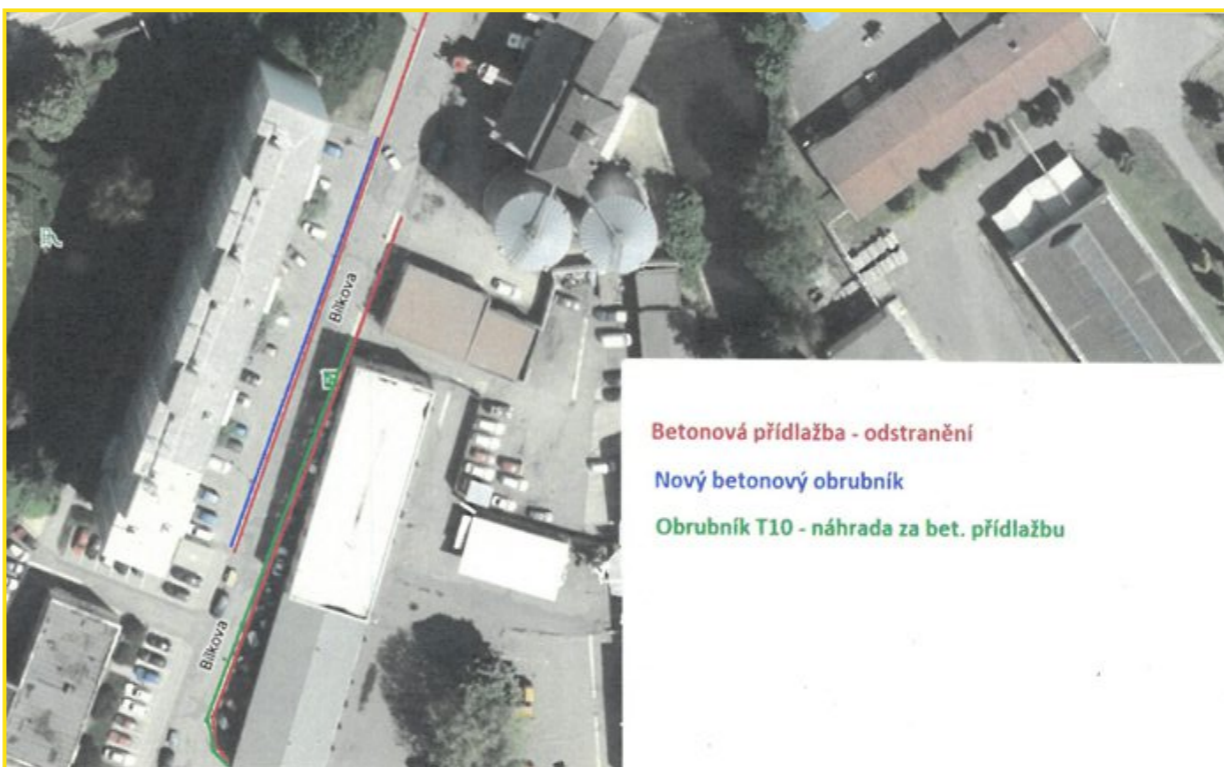 Bílkova
Bílkova
Betonová přídlažba - odstranění
Nový betonový obrubník
Obrubník T10 - náhrada za bet. přídlažbu